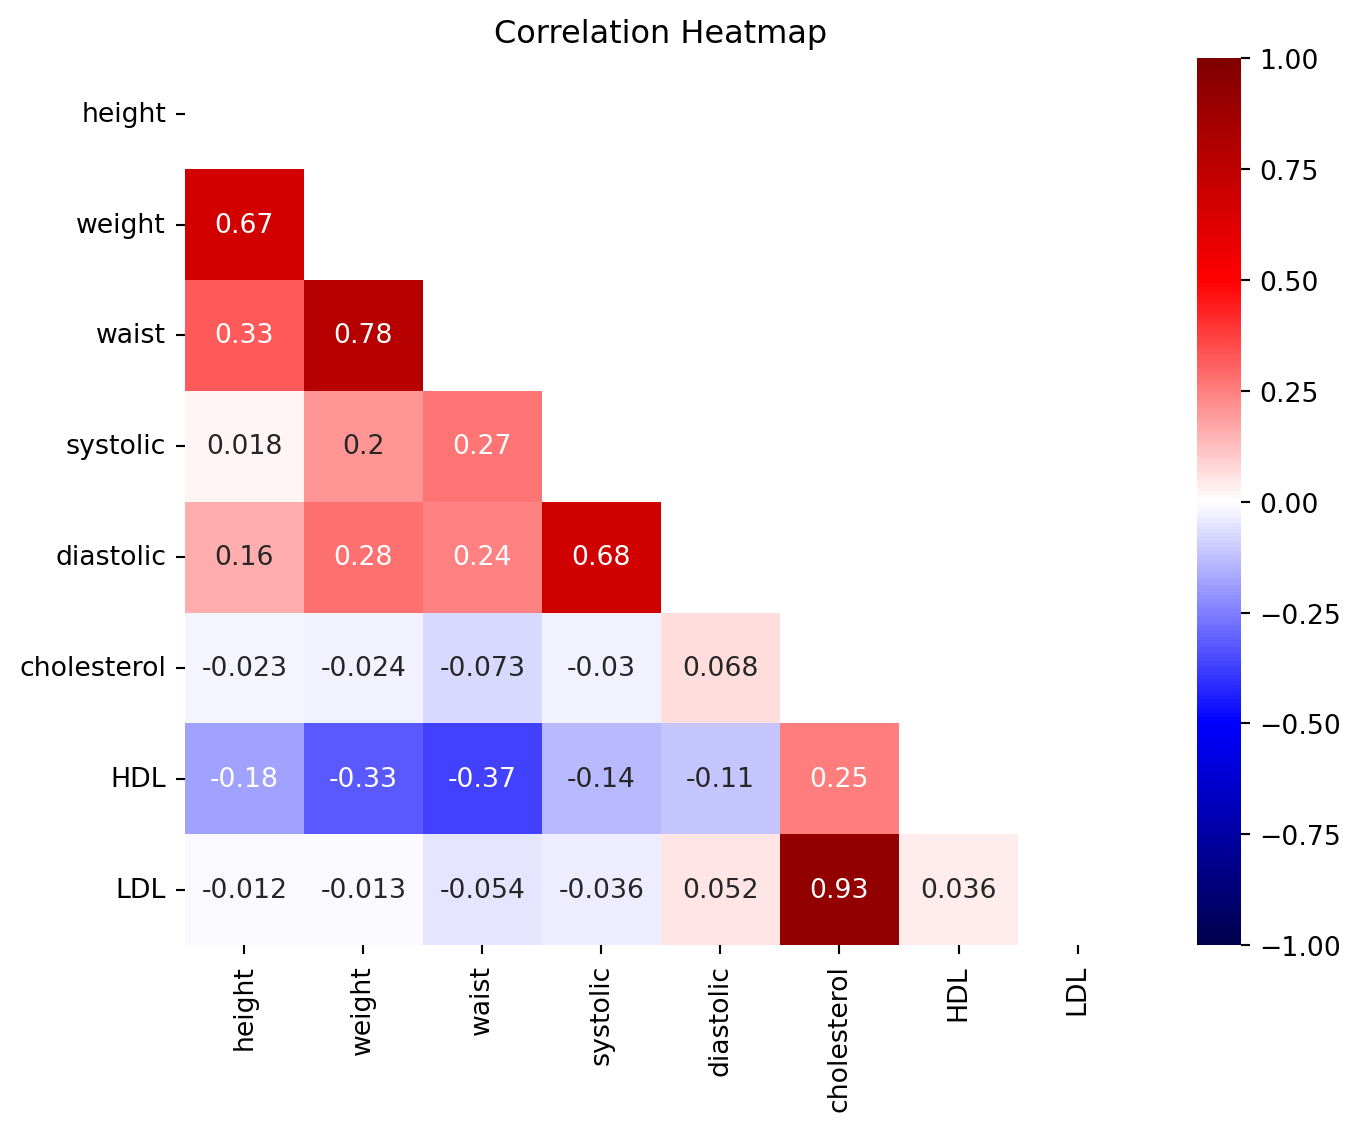 Correlation Heatmap
height
weight 0.67
waist 0.33 0.78
systolic 0.018 0.2 0.27
diastolic 0.16 0.28 0.24 0.68
cholesterol -0.023 -0.024 -0.073 -0.03 0.068
HDL -0.18 -0.33 -0.37 -0.14 -0.11 0.25
LDL -0.012 -0.013 -0.054 -0.036 0.052 0.93 0.036
height weight waist systolic diastolic cholesterol HDL LDL
1.00
0.75
0.50
0.25
0.00
−0.25
−0.50
−0.75
−1.00